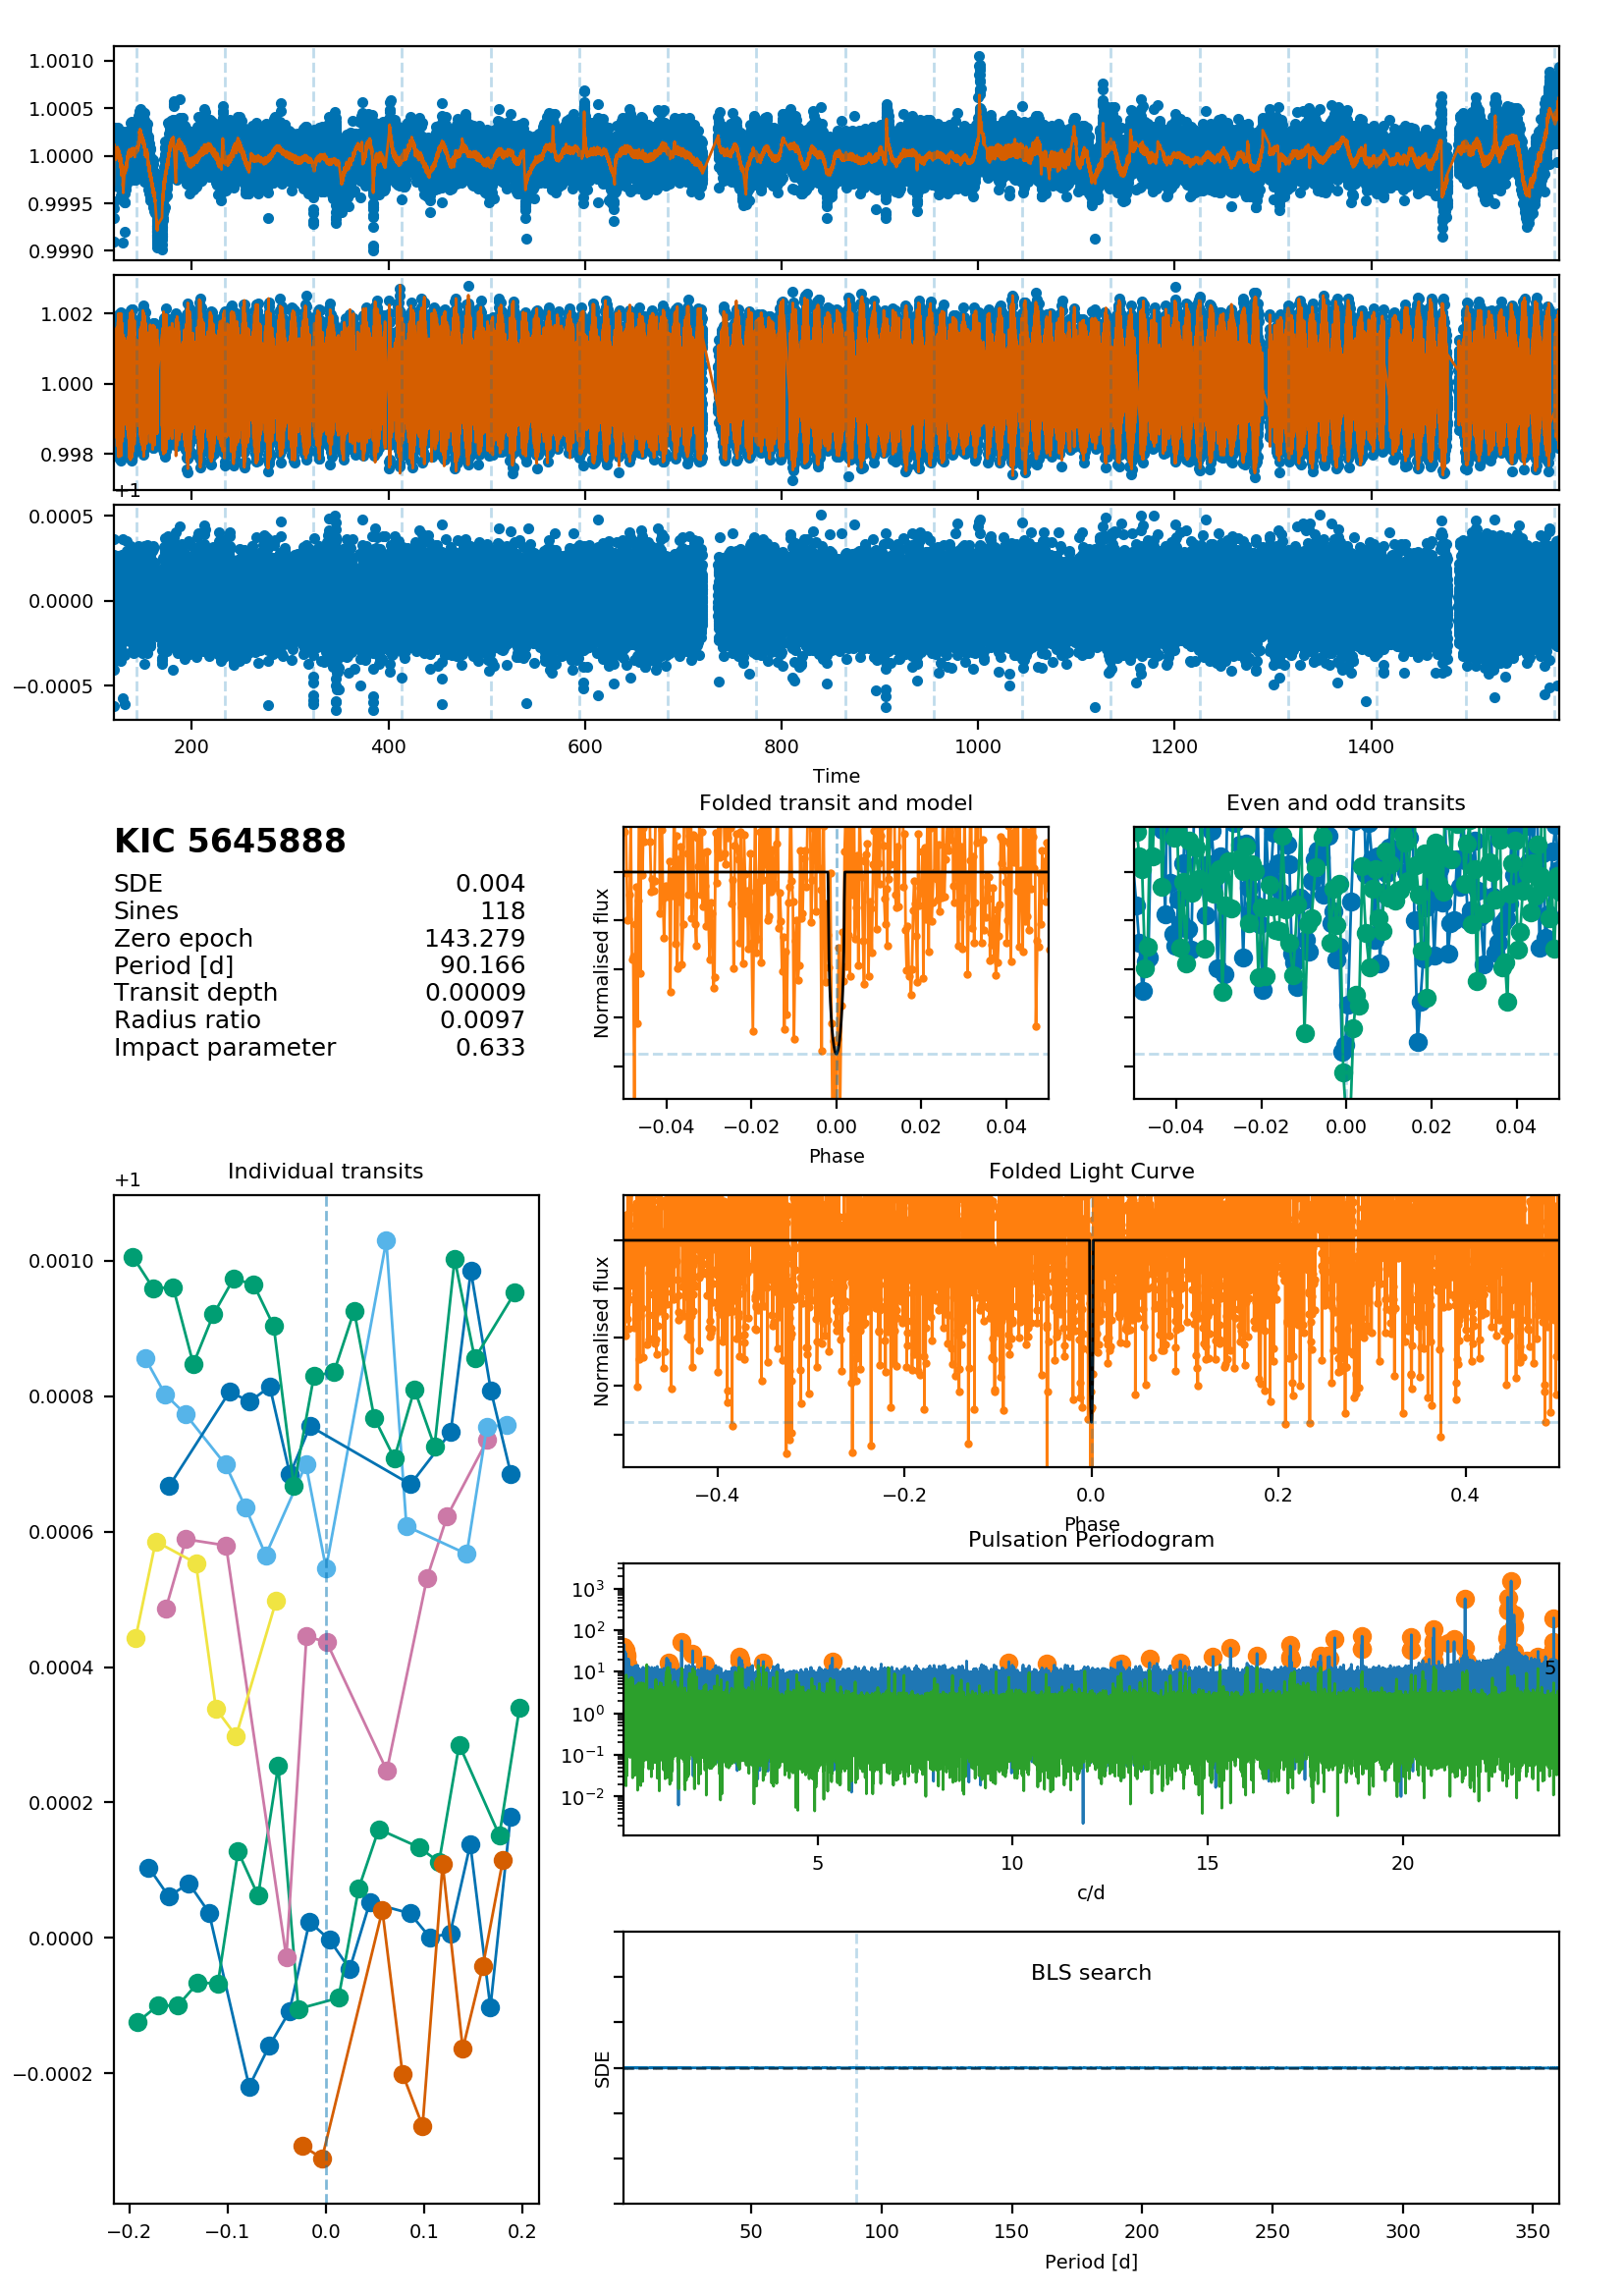 1.0010
1.0005
1.0000
0.9995
0.9990
1.002
1.000
0.998
+1
0.0005
0.0000
−0.0005
200 400 600 800 1000 1200 1400
Time
KIC 5645888
SDE 0.004
Sines 118
Zero epoch 143.279
Period [d] 90.166
Transit depth 0.00009
Radius ratio 0.0097
Impact parameter 0.633
Folded transit and model
Normalised flux
−0.04 −0.02 0.00 0.02 0.04
Phase
Even and odd transits
−0.04 −0.02 0.00 0.02 0.04
Individual transits
+1
0.0010
0.0008
0.0006
0.0004
0.0002
0.0000
−0.0002
−0.2 −0.1 0.0 0.1 0.2
Folded Light Curve
Normalised flux
−0.4 −0.2 0.0 0.2 0.4
Phase
Pulsation Periodogram
10³
10²
10¹
10⁰
10⁻¹
10⁻²
5
5 10 15 20
c/d
BLS search
SDE
50 100 150 200 250 300 350
Period [d]